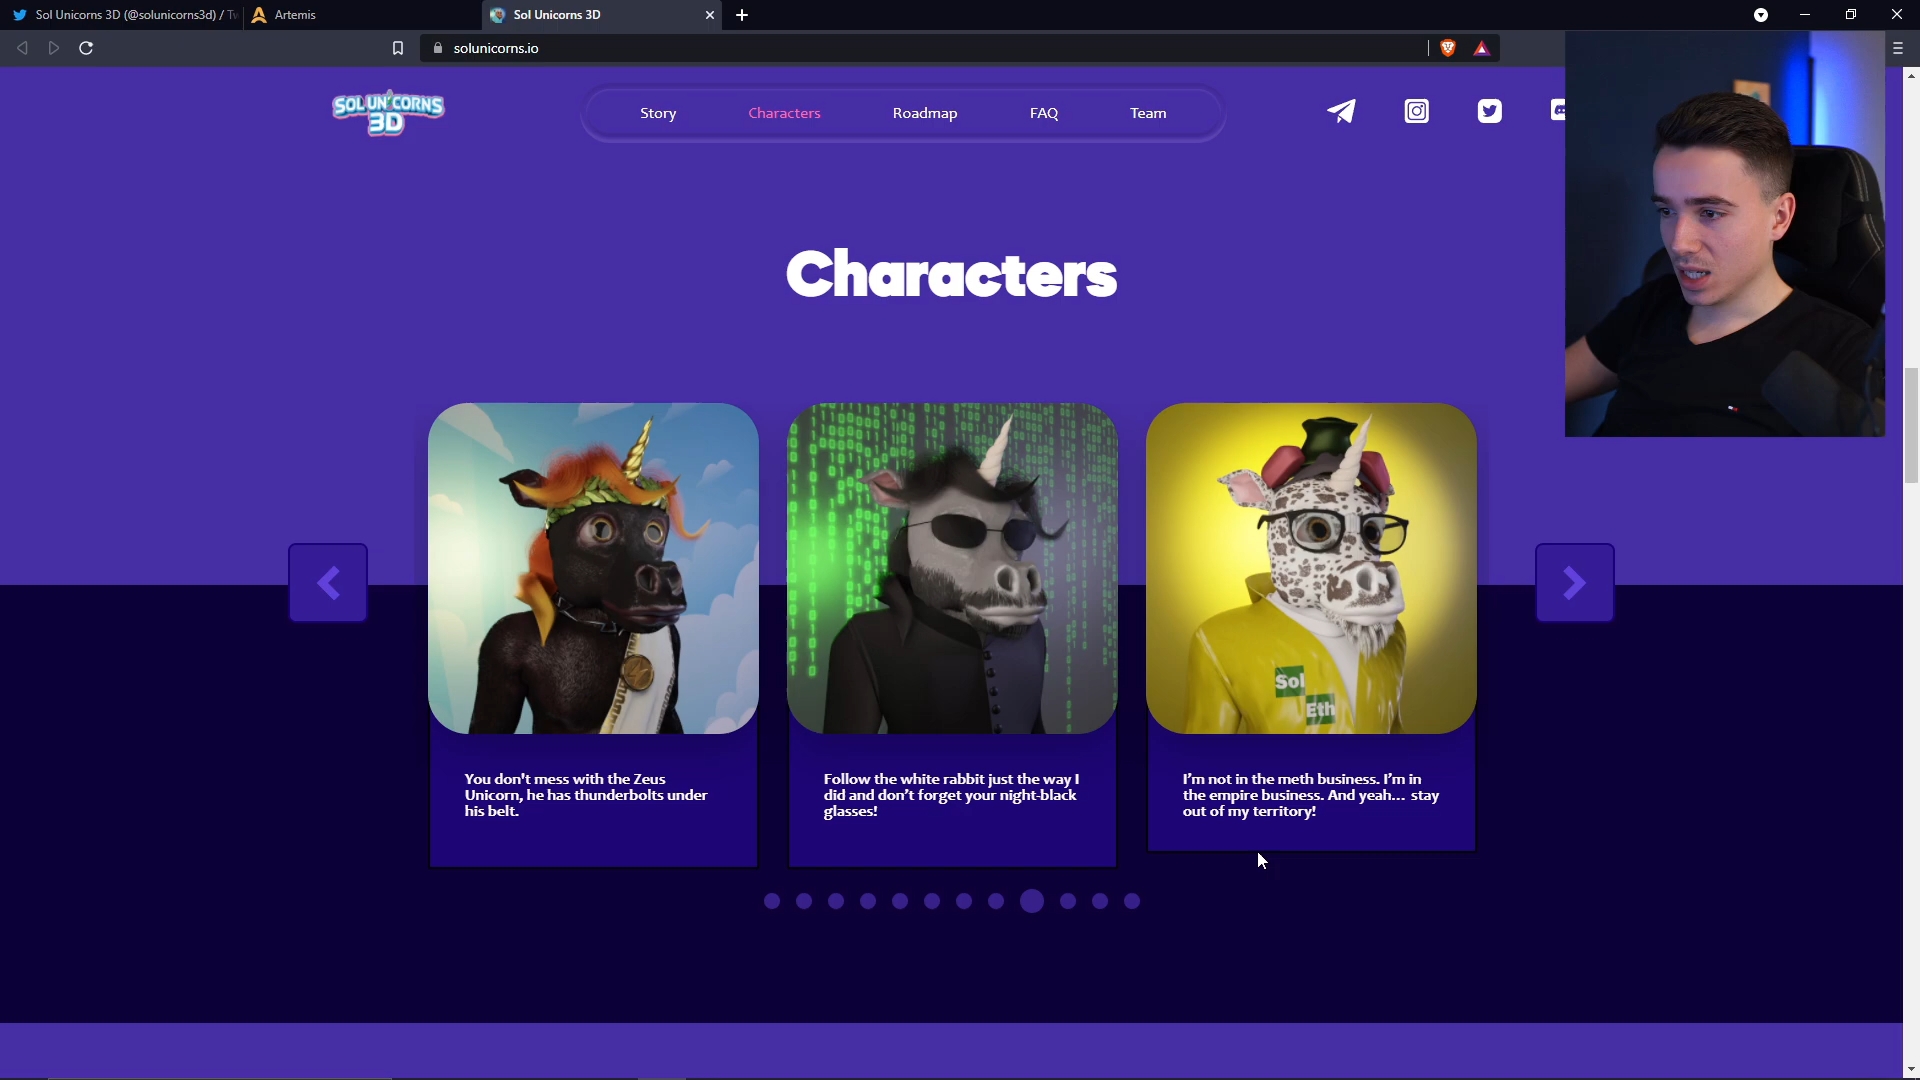 Sol Unicorns 3D (@solunicorns3d) / Tw
Artemis
Sol Unicorns 3D
solunicorns.io
SOL UN'CORNS
3D
Story
Characters
Roadmap
FAQ
Team
Characters
Sol
Eth
You don't mess with the Zeus
Unicorn, he has thunderbolts under
his belt.
Follow the white rabbit just the way I
did and don’t forget your night-black
glasses!
I’m not in the meth business. I’m in
the empire business. And yeah... stay
out of my territory!